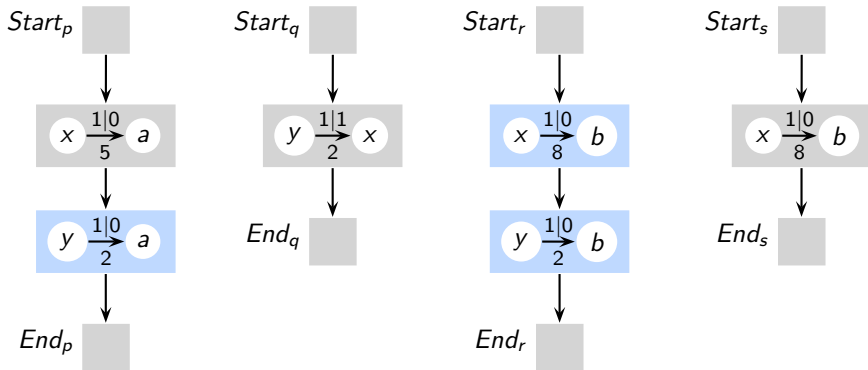 Start_p
Start_q
Start_r
Start_s
x 1|0 5 a
y 1|1 2 x
x 1|0 8 b
x 1|0 8 b
y 1|0 2 a
End_q
y 1|0 2 b
End_s
End_p
End_r